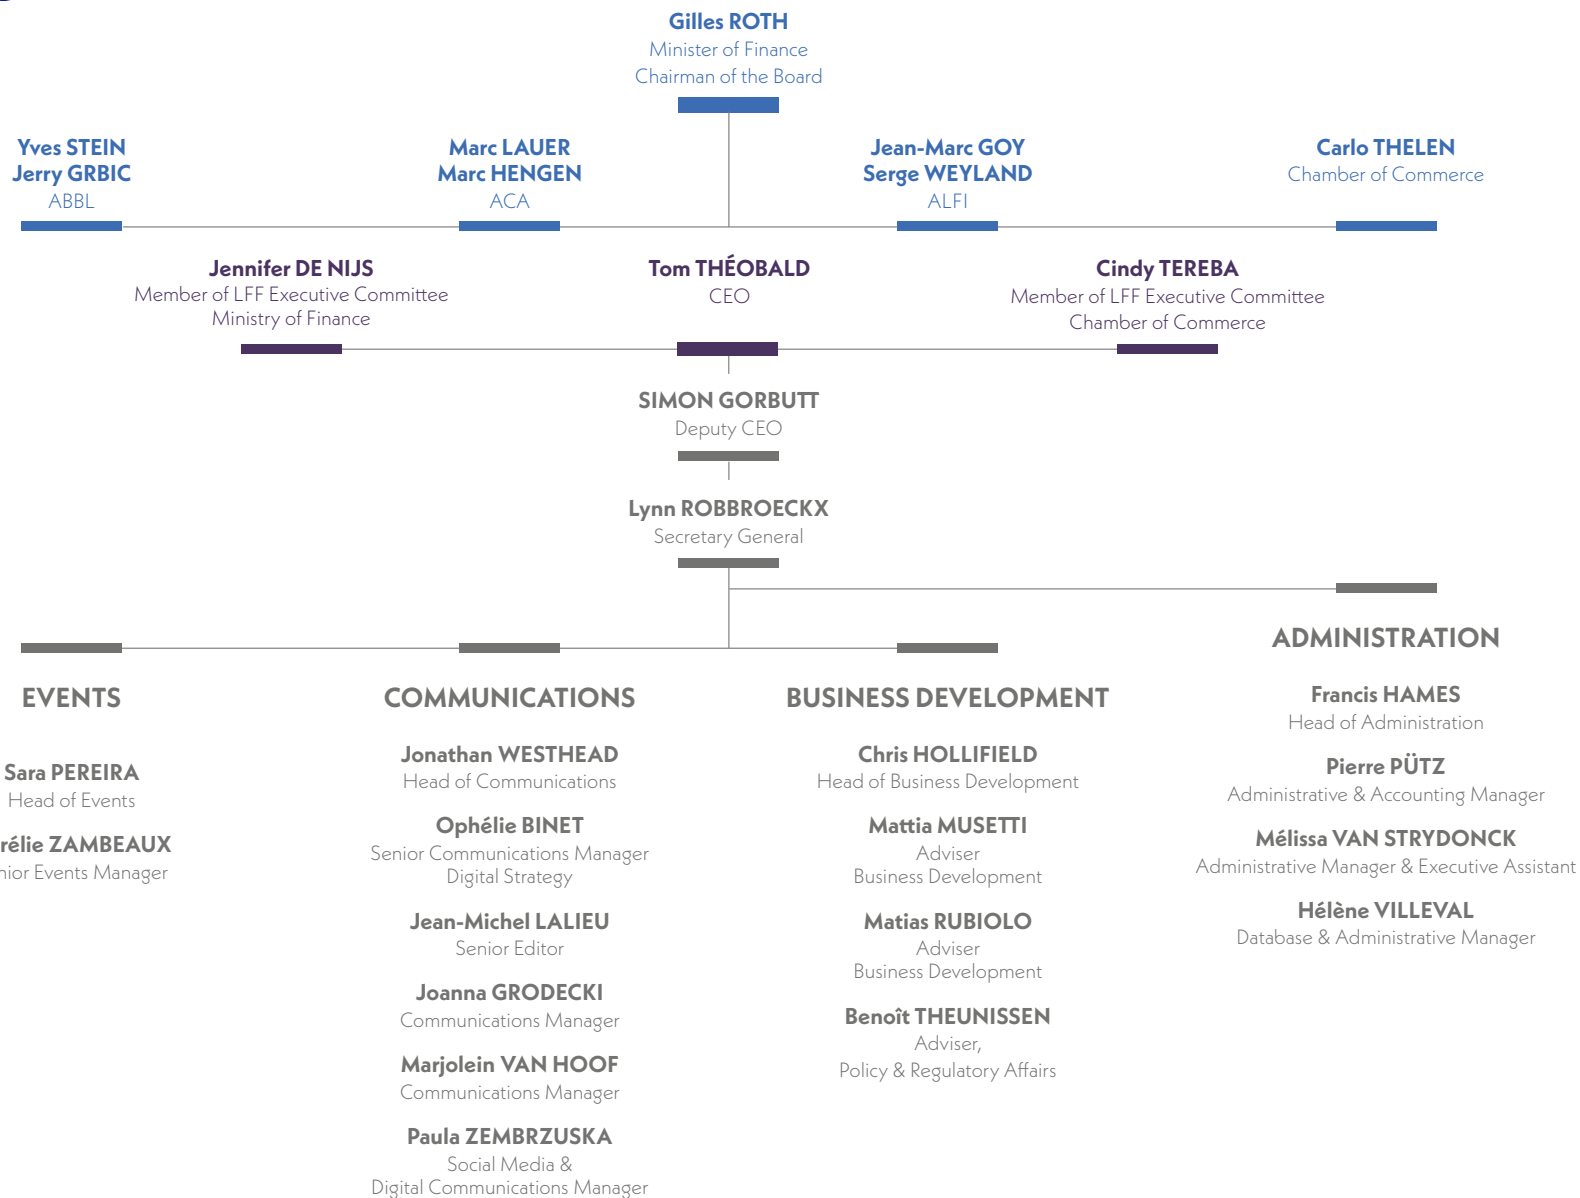 Gilles ROTH
Minister of Finance
Chairman of the Board
Yves STEIN
Jerry GRBIC
ABBL
Marc LAUER
Marc HENGEN
ACA
Jean-Marc GOY
Serge WEYLAND
ALFI
Carlo THELEN
Chamber of Commerce
Jennifer DE NIJS
Member of LFF Executive Committee
Ministry of Finance
Tom THÉOBALD
CEO
Cindy TEREBA
Member of LFF Executive Committee
Chamber of Commerce
SIMON GORBUTT
Deputy CEO
Lynn ROBBROECKX
Secretary General
EVENTS
Sara PEREIRA
Head of Events
ZAMBEAUX
Events Manager
COMMUNICATIONS
Jonathan WESTHEAD
Head of Communications
Ophélie BINET
Senior Communications Manager
Digital Strategy
Jean-Michel LALIEU
Senior Editor
Joanna GRODECKI
Communications Manager
Marjolein VAN HOOF
Communications Manager
Paula ZEMBRZUSKA
Social Media &
Digital Communications Manager
BUSINESS DEVELOPMENT
Chris HOLLIFIELD
Head of Business Development
Mattia MUSETTI
Adviser
Business Development
Matias RUBIOLO
Adviser
Business Development
Benoît THEUNISSEN
Adviser,
Policy & Regulatory Affairs
ADMINISTRATION
Francis HAMES
Head of Administration
Pierre PÜTZ
Administrative & Accounting Manager
Mélissa VAN STRYDONCK
Administrative Manager & Executive Assistant
Hélène VILLEVAL
Database & Administrative Manager